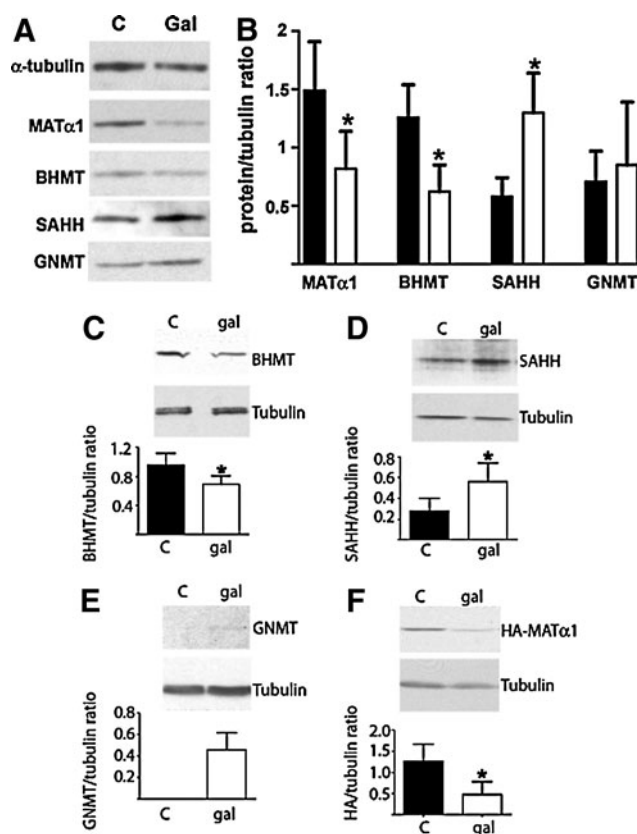 A
C Gal
α-tubulin
MATα1
BHMT
SAHH
GNMT
B
protein/tubulin ratio
2
1.5
1
0.5
*
*
*
MATα1 BHMT SAHH GNMT
C
C gal
BHMT
Tubulin
BHMT/tubulin ratio
1.2
0.8
0.4
*
C gal
D
C gal
SAHH
Tubulin
SAHH/tubulin ratio
0.8
0.6
0.4
0.2
*
C gal
E
C gal
GNMT
Tubulin
GNMT/tubulin ratio
0.8
0.6
0.4
0.2
C gal
F
C gal
HA-MATα1
Tubulin
HA/tubulin ratio
2.0
1.5
1.0
0.5
*
C gal